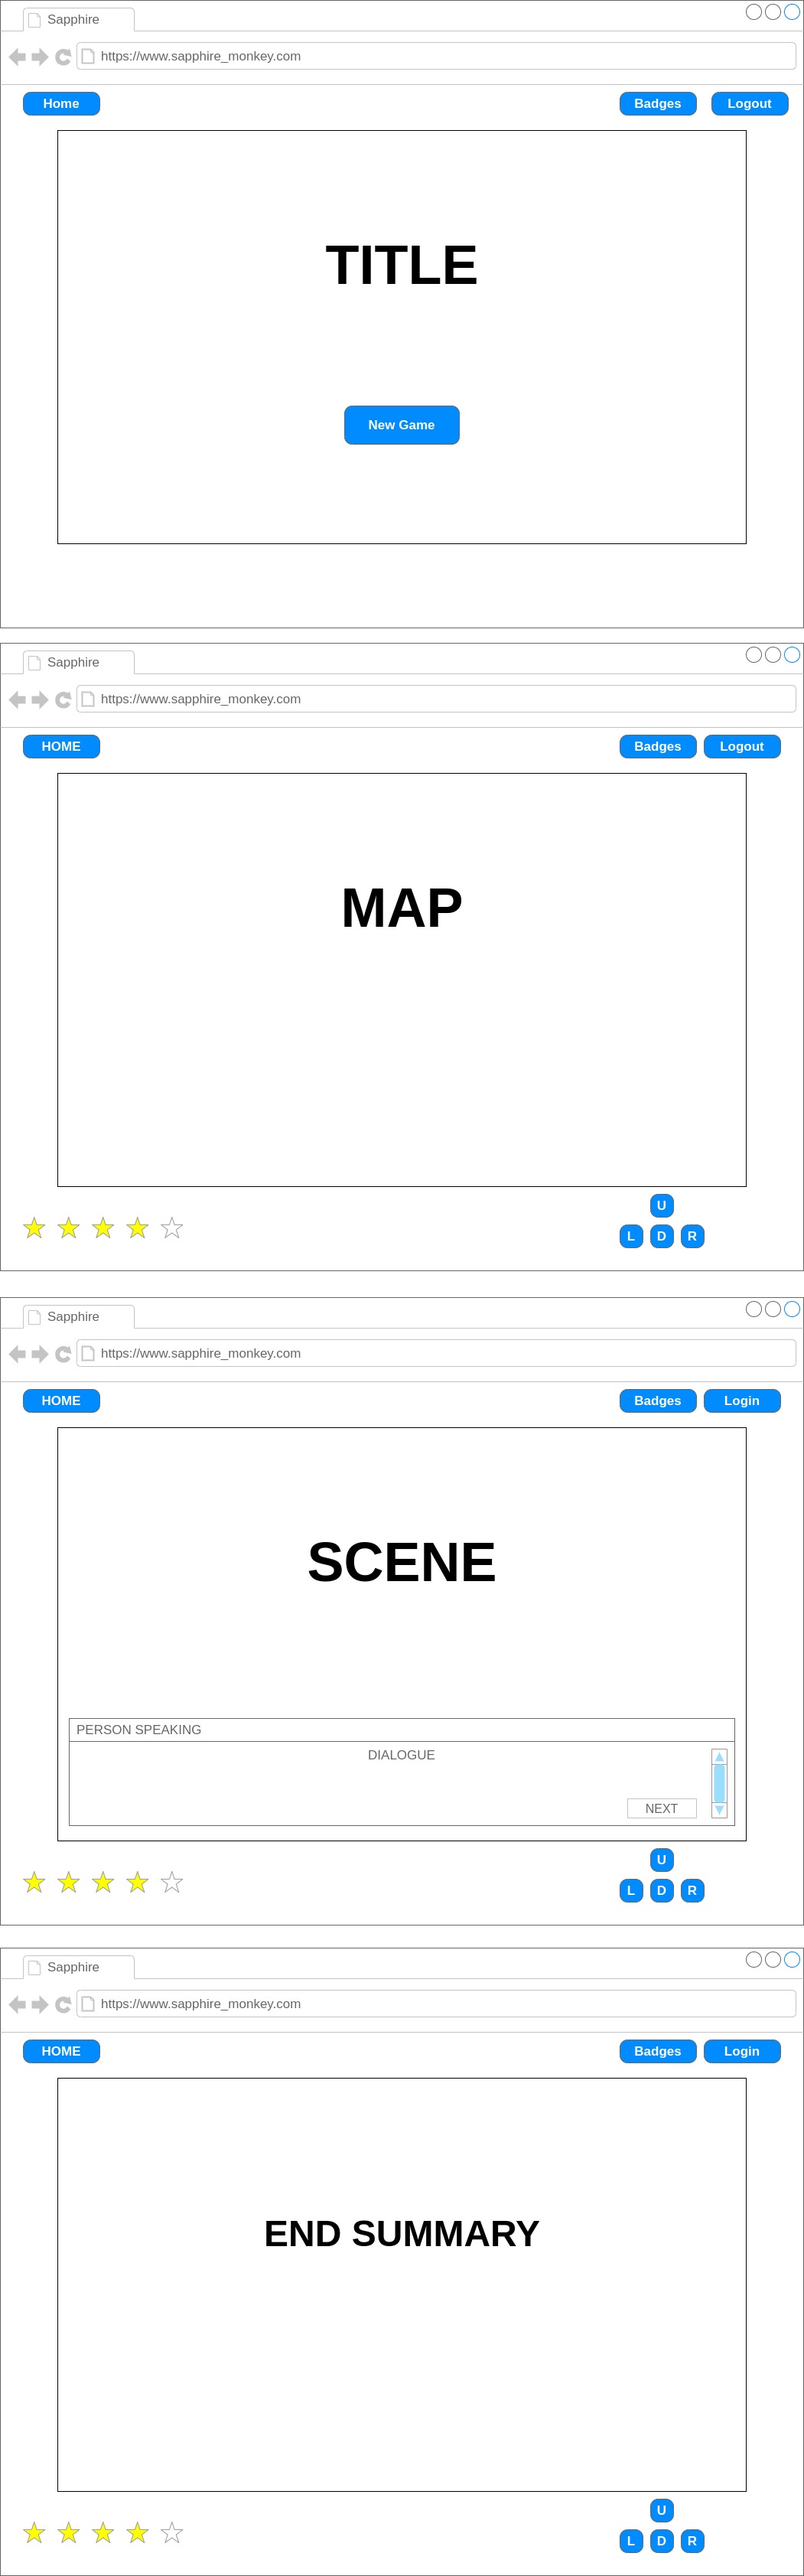 Sapphire
https://www.sapphire_monkey.com
Home Badges Logout
TITLE
New Game
Sapphire
https://www.sapphire_monkey.com
HOME Badges Logout
MAP
U
L D R
Sapphire
https://www.sapphire_monkey.com
HOME Badges Login
SCENE
PERSON SPEAKING
DIALOGUE
NEXT
U
L D R
Sapphire
https://www.sapphire_monkey.com
HOME Badges Login
END SUMMARY
U
L D R